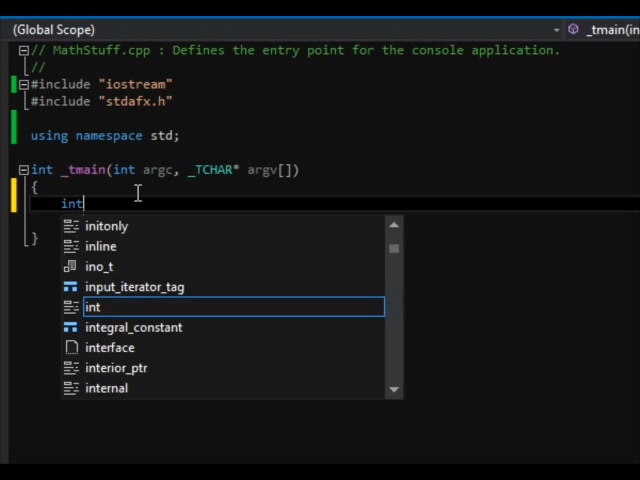 (Global Scope)
_tmain(in
// MathStuff.cpp : Defines the entry point for the console application.
//
#include "iostream"
#include "stdafx.h"
using namespace std;
int _tmain(int argc, _TCHAR* argv[])
{
int
initonly
inline
ino_t
input_iterator_tag
int
integral_constant
interface
interior_ptr
internal
}